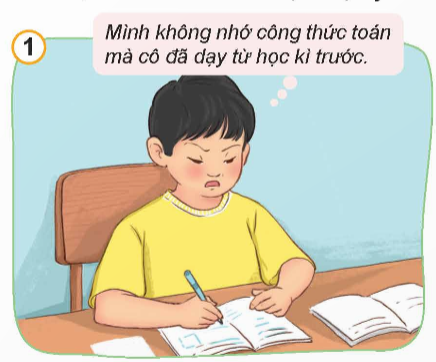 Mình không nhớ công thức toán
mà cô đã dạy từ học kì trước.
1